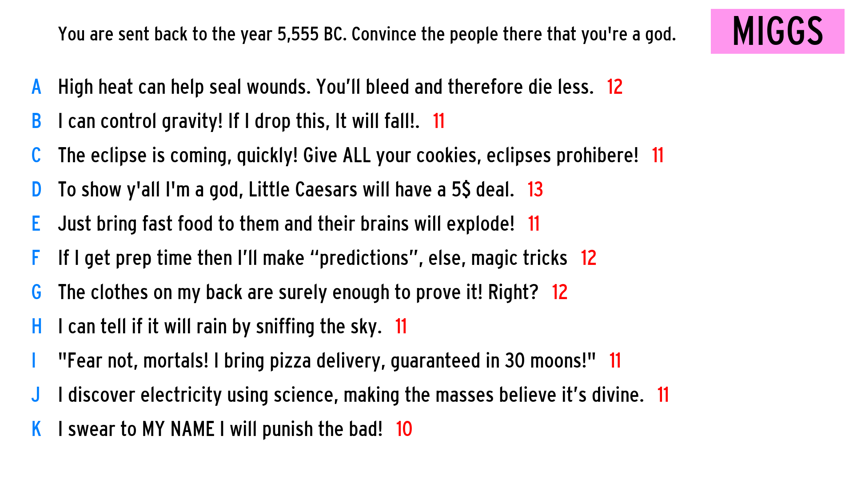 You are sent back to the year 5,555 BC. Convince the people there that you're a god.
MIGGS
A High heat can help seal wounds. You’ll bleed and therefore die less. 12
B I can control gravity! If I drop this, It will fall!. 11
C The eclipse is coming, quickly! Give ALL your cookies, eclipses prohibere! 11
D To show y'all I'm a god, Little Caesars will have a 5$ deal. 13
E Just bring fast food to them and their brains will explode! 11
F If I get prep time then I’ll make “predictions”, else, magic tricks 12
G The clothes on my back are surely enough to prove it! Right? 12
H I can tell if it will rain by sniffing the sky. 11
I "Fear not, mortals! I bring pizza delivery, guaranteed in 30 moons!" 11
J I discover electricity using science, making the masses believe it’s divine. 11
K I swear to MY NAME I will punish the bad! 10